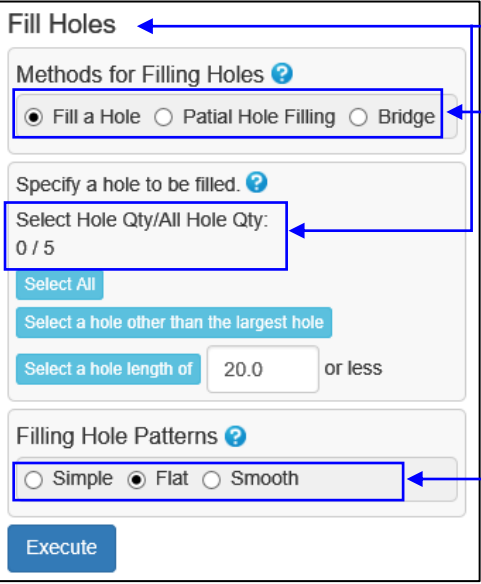 Fill Holes
Methods for Filling Holes ?
Fill a Hole Patial Hole Filling Bridge
Specify a hole to be filled. ?
Select Hole Qty/All Hole Qty:
0 / 5
Select All
Select a hole other than the largest hole
Select a hole length of 20.0 or less
Filling Hole Patterns ?
Simple Flat Smooth
Execute